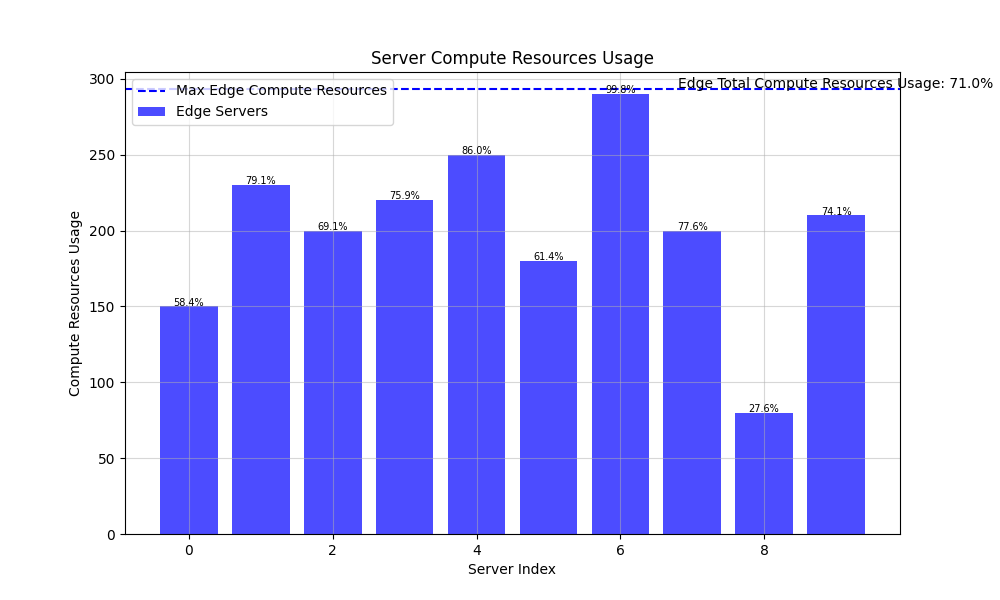 Server Compute Resources Usage
Max Edge Compute Resources
Edge Servers
Edge Total Compute Resources Usage: 71.0%
300
250
200
150
100
50
0
Compute Resources Usage
58.4%
79.1%
69.1%
75.9%
86.0%
61.4%
99.8%
77.6%
27.6%
74.1%
0 2 4 6 8
Server Index